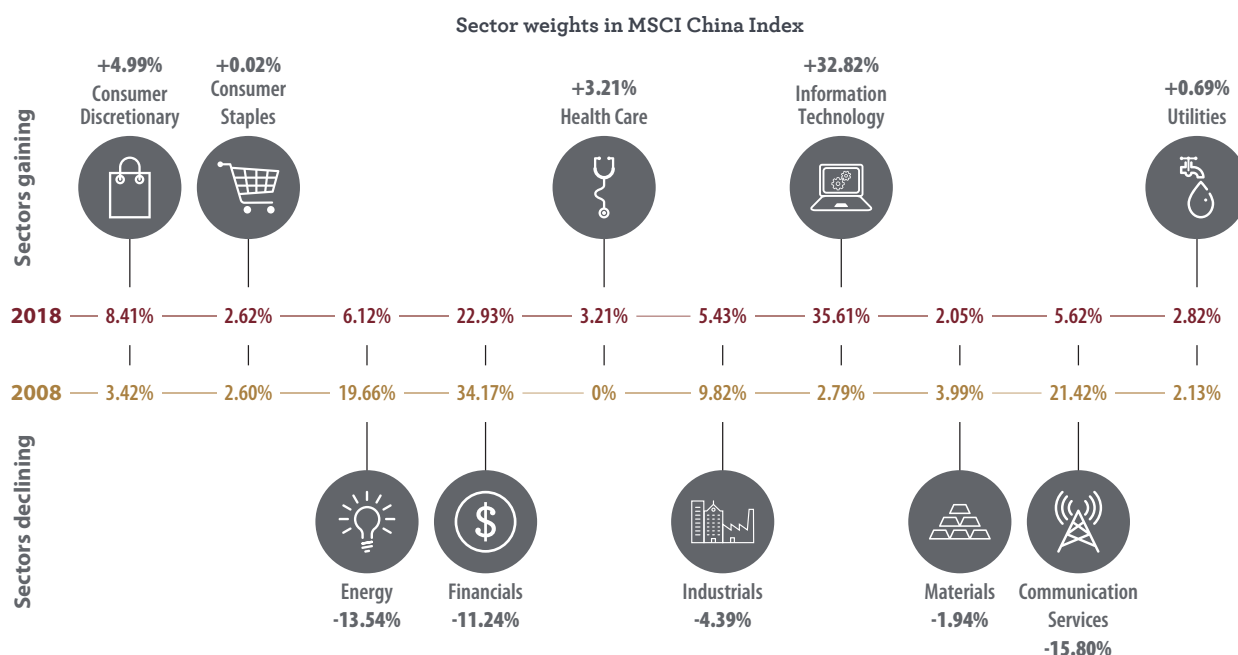 Sector weights in MSCI China Index
Sectors gaining
+4.99%
Consumer
Discretionary
+0.02%
Consumer
Staples
+3.21%
Health Care
+32.82%
Information
Technology
+0.69%
Utilities
2018 8.41% 2.62% 6.12% 22.93% 3.21% 5.43% 35.61% 2.05% 5.62% 2.82%
2008 3.42% 2.60% 19.66% 34.17% 0% 9.82% 2.79% 3.99% 21.42% 2.13%
Sectors declining
$
Energy
-13.54%
Financials
-11.24%
Industrials
-4.39%
Materials
-1.94%
Communication
Services
-15.80%